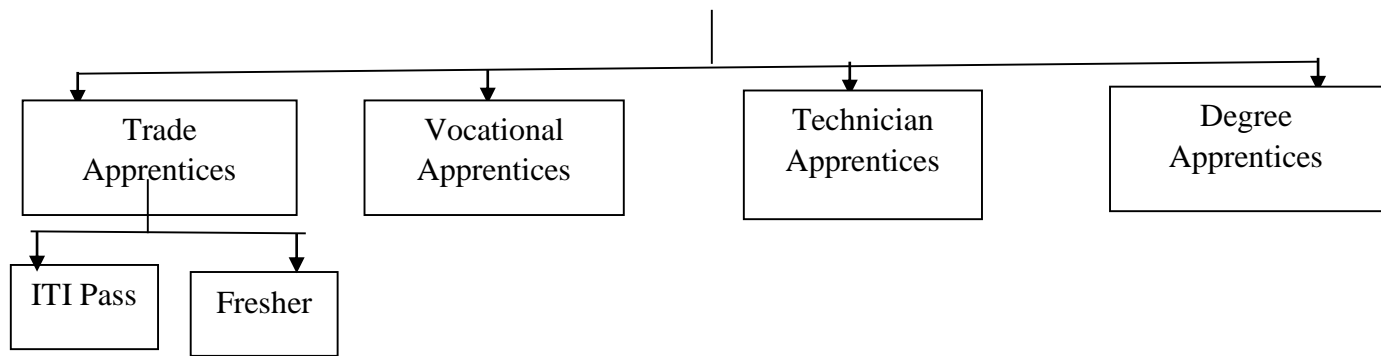 Trade
Apprentices
Vocational
Apprentices
Technician
Apprentices
Degree
Apprentices
ITI Pass
Fresher